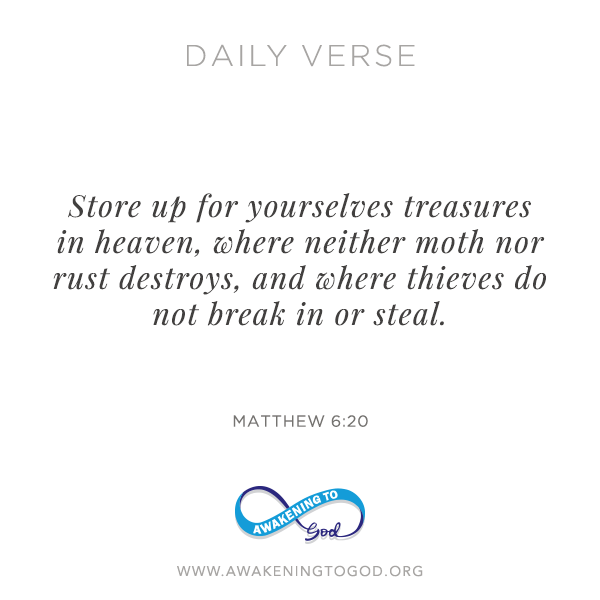 DAILY VERSE
Store up for yourselves treasures
in heaven, where neither moth nor
rust destroys, and where thieves do
not break in or steal.
MATTHEW 6:20
AWAKENING TO
God
WWW.AWAKENINGTOGOD.ORG